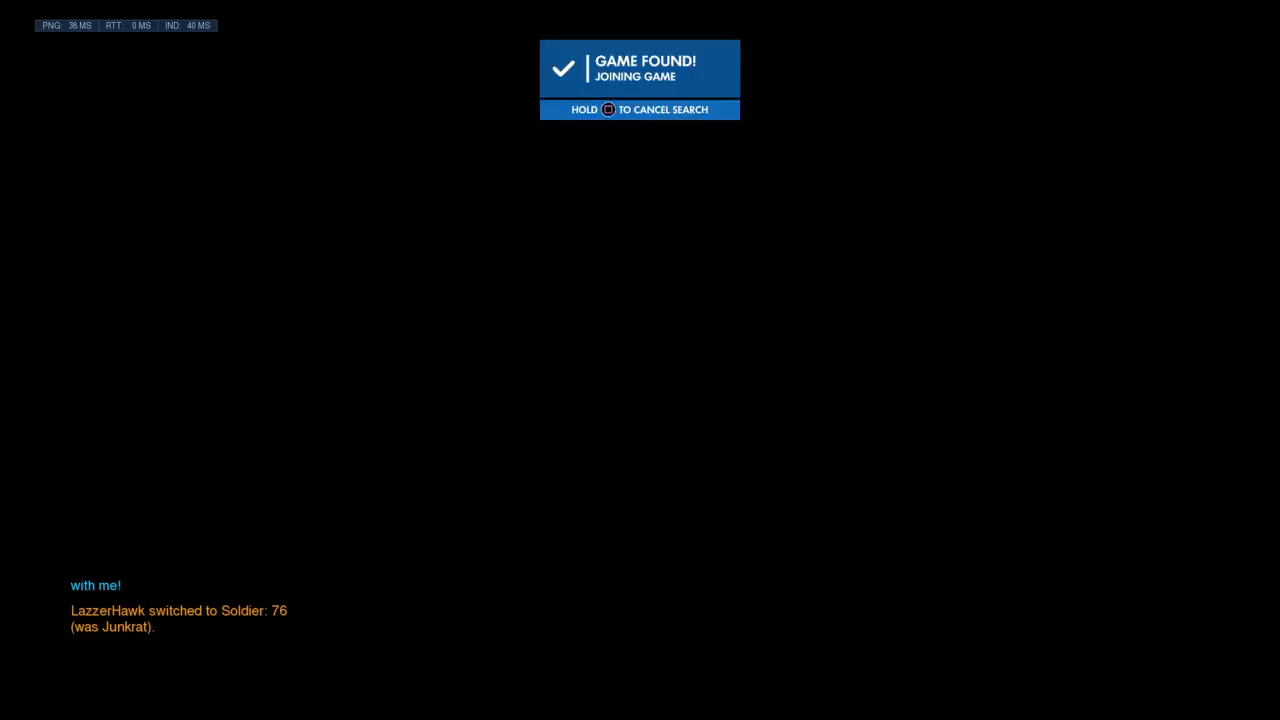 PNG: 38 MS RTT: 0 MS IND: 40 MS
GAME FOUND!
JOINING GAME
HOLD TO CANCEL SEARCH
with me!
LazzerHawk switched to Soldier: 76
(was Junkrat).